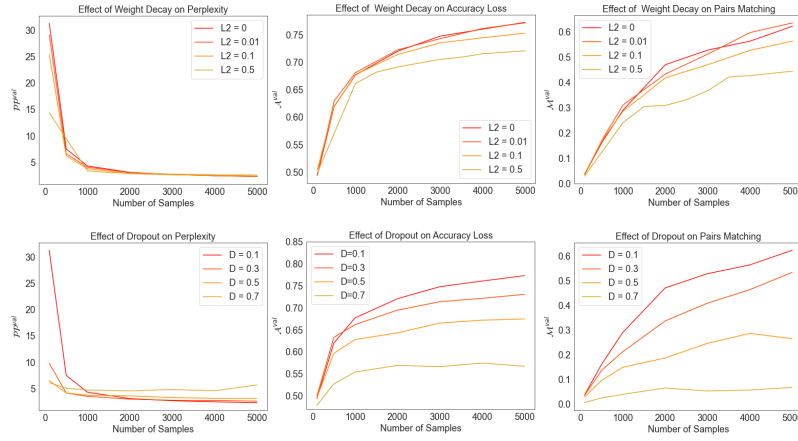 Effect of Weight Decay on Perplexity
30
25
20
15
10
5
PP^val
L2 = 0
L2 = 0.01
L2 = 0.1
L2 = 0.5
0
1000
2000
3000
4000
5000
Number of Samples
Effect of Weight Decay on Accuracy Loss
0.75
0.70
0.65
0.60
0.55
0.50
A^val
L2 = 0
L2 = 0.01
L2 = 0.1
L2 = 0.5
0
1000
2000
3000
4000
5000
Number of Samples
Effect of Weight Decay on Pairs Matching
0.6
0.5
0.4
0.3
0.2
0.1
0.0
M^val
L2 = 0
L2 = 0.01
L2 = 0.1
L2 = 0.5
0
1000
2000
3000
4000
5000
Number of Samples
Effect of Dropout on Perplexity
30
25
20
15
10
5
PP^val
D = 0.1
D = 0.3
D = 0.5
D = 0.7
0
1000
2000
3000
4000
5000
Number of Samples
Effect of Dropout on Accuracy Loss
0.85
0.80
0.75
0.70
0.65
0.60
0.55
0.50
A^val
D=0.1
D=0.3
D=0.5
D=0.7
0
1000
2000
3000
4000
5000
Number of Samples
Effect of Dropout on Pairs Matching
0.6
0.5
0.4
0.3
0.2
0.1
0.0
M^val
D = 0.1
D = 0.3
D = 0.5
D = 0.7
0
1000
2000
3000
4000
5000
Number of Samples